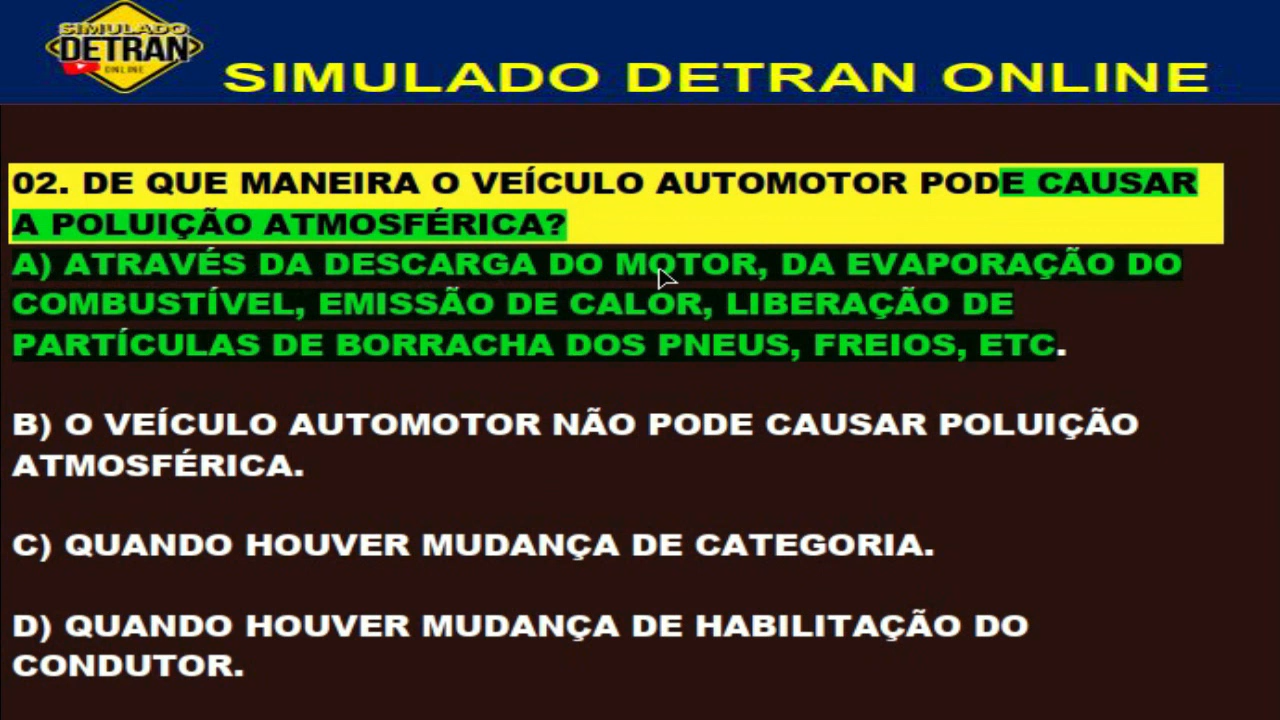 SIMULADO
DETRAN
ONLINE
SIMULADO DETRAN ONLINE
02. DE QUE MANEIRA O VEÍCULO AUTOMOTOR PODE CAUSAR
A POLUIÇÃO ATMOSFÉRICA?
A) ATRAVÉS DA DESCARGA DO MOTOR, DA EVAPORAÇÃO DO
COMBUSTÍVEL, EMISSÃO DE CALOR, LIBERAÇÃO DE
PARTÍCULAS DE BORRACHA DOS PNEUS, FREIOS, ETC.
B) O VEÍCULO AUTOMOTOR NÃO PODE CAUSAR POLUIÇÃO
ATMOSFÉRICA.
C) QUANDO HOUVER MUDANÇA DE CATEGORIA.
D) QUANDO HOUVER MUDANÇA DE HABILITAÇÃO DO
CONDUTOR.